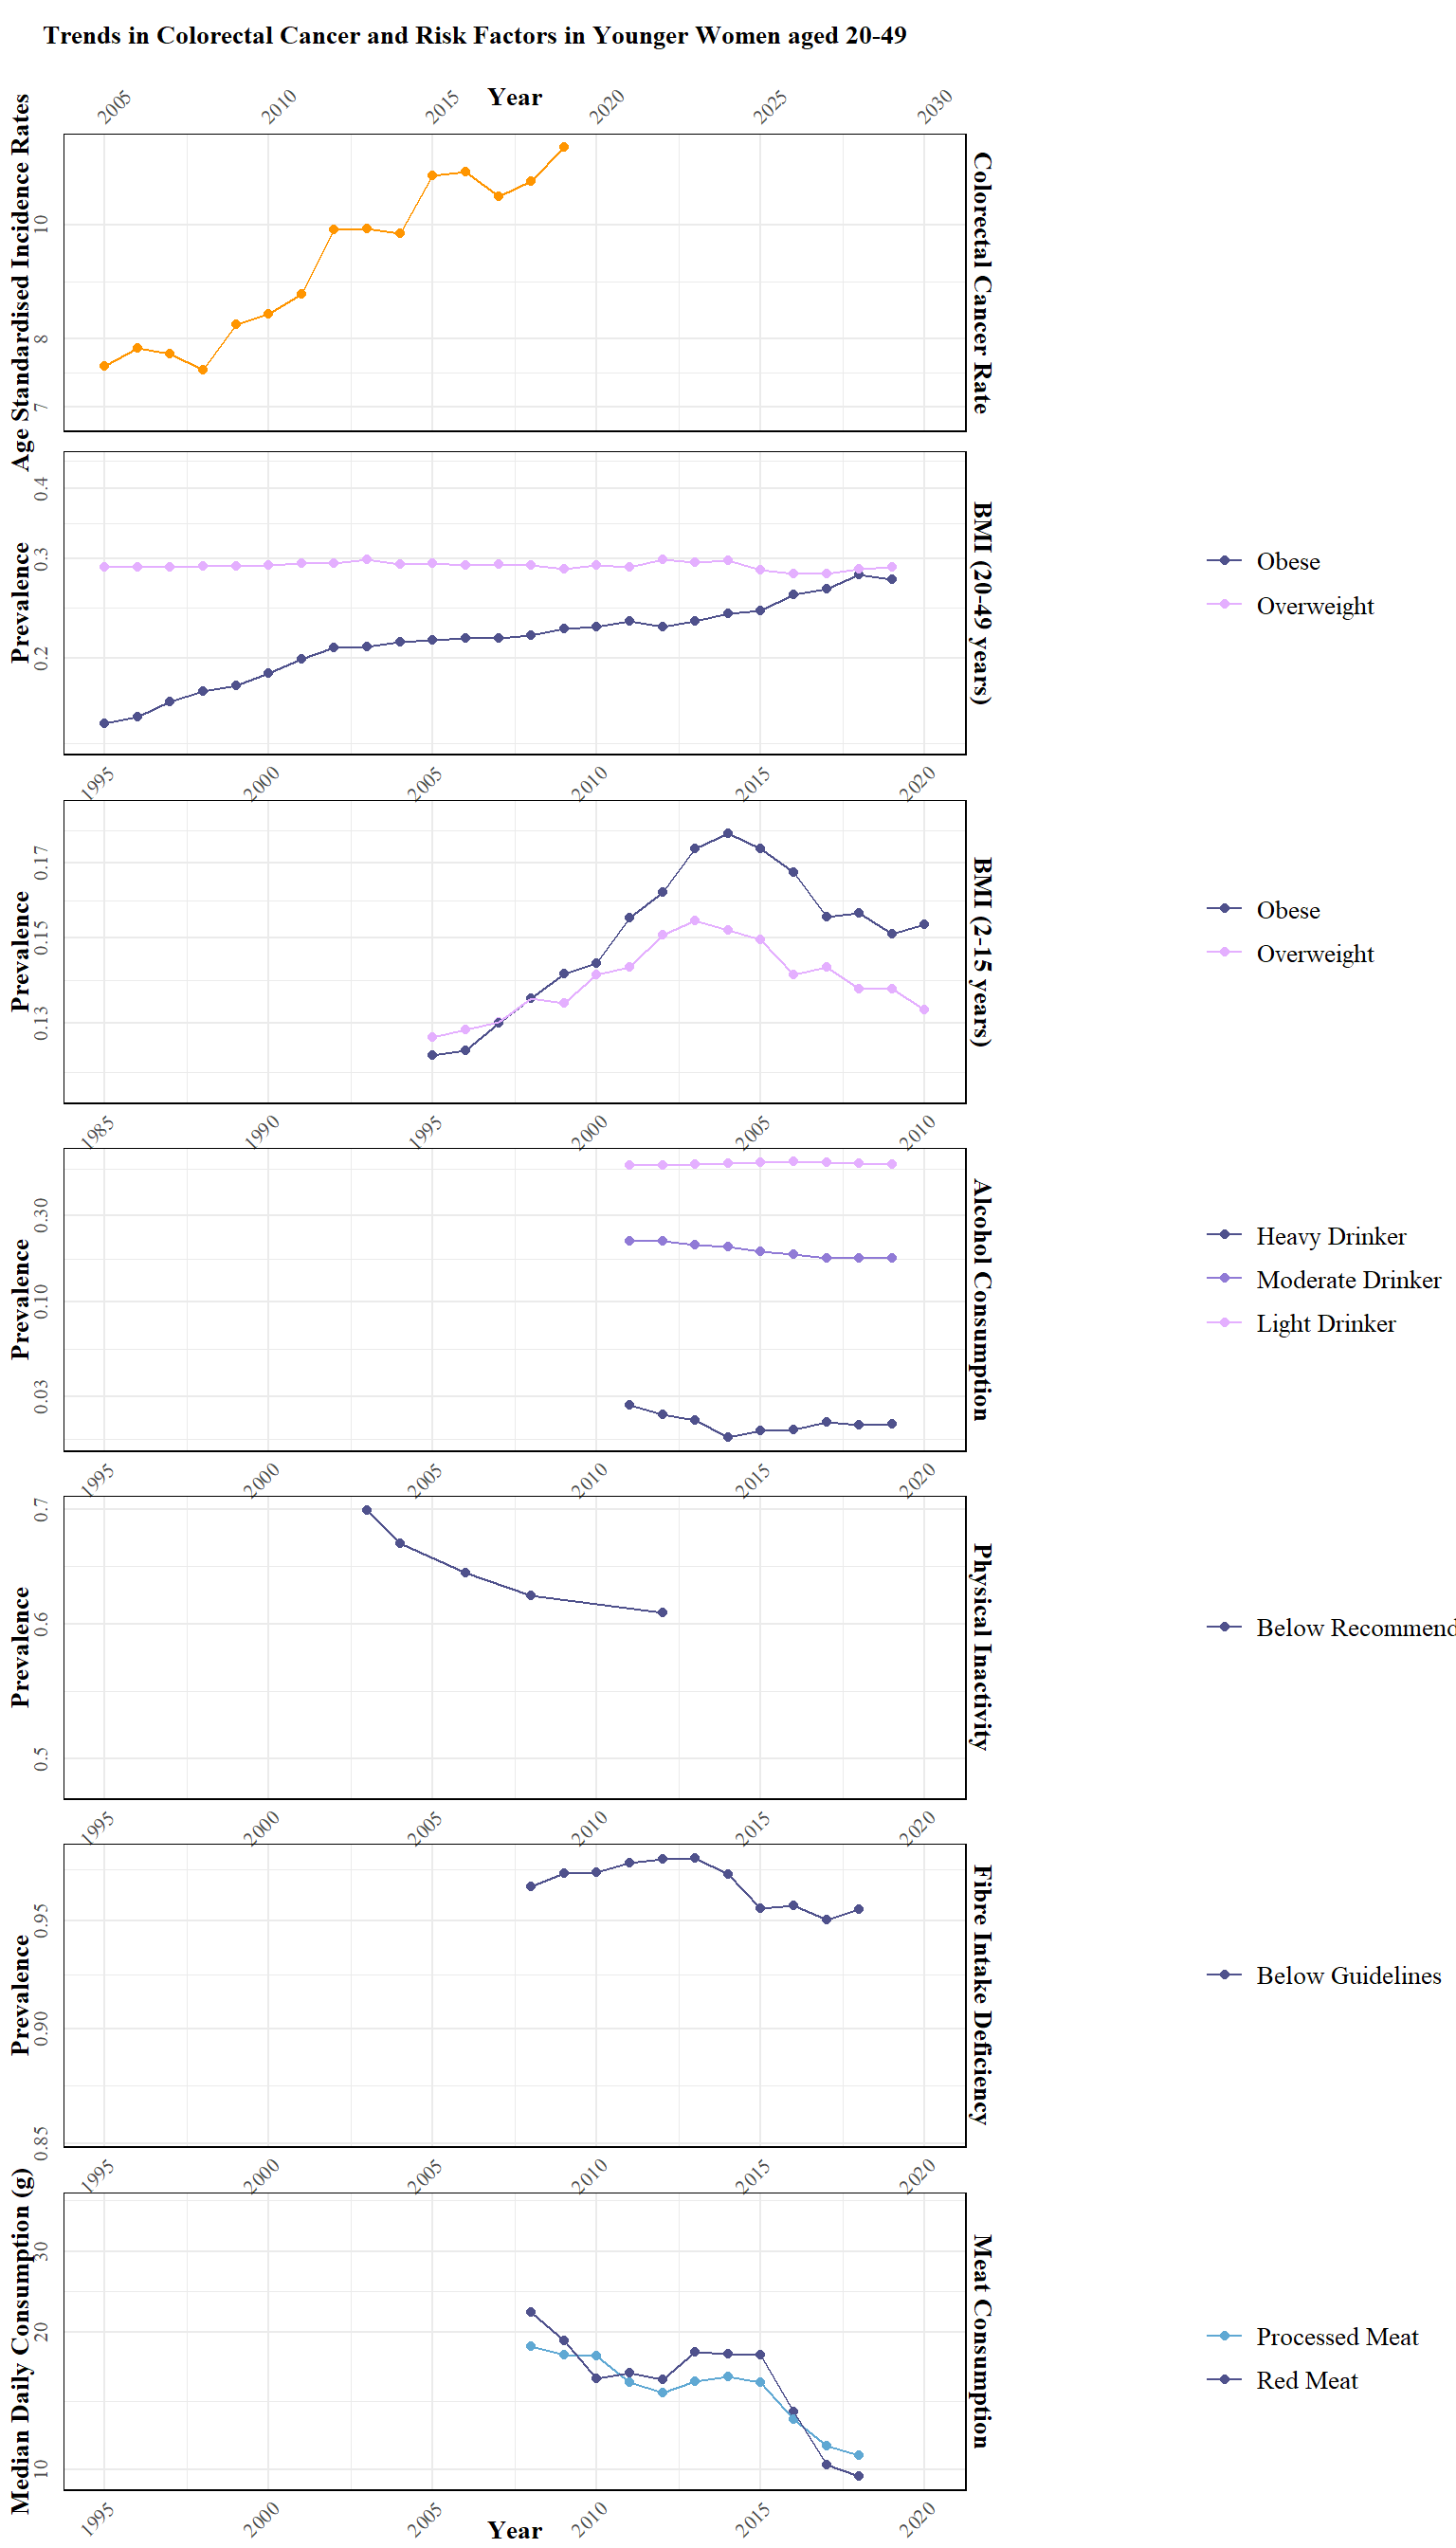 Trends in Colorectal Cancer and Risk Factors in Younger Women aged 20-49
Year
2005 2010 2015 2020 2025 2030
Age Standardised Incidence Rates
10
8
7
Colorectal Cancer Rate
Prevalence
0.4
0.3
0.2
BMI (20-49 years)
Obese
Overweight
1995 2000 2005 2010 2015 2020
Prevalence
0.17
0.15
0.13
BMI (2-15 years)
Obese
Overweight
1985 1990 1995 2000 2005 2010
Prevalence
0.30
0.10
0.03
Alcohol Consumption
Heavy Drinker
Moderate Drinker
Light Drinker
1995 2000 2005 2010 2015 2020
Prevalence
0.7
0.6
0.5
Physical Inactivity
Below Recommend
1995 2000 2005 2010 2015 2020
Prevalence
0.95
0.90
0.85
Fibre Intake Deficiency
Below Guidelines
1995 2000 2005 2010 2015 2020
Median Daily Consumption (g)
30
20
10
Meat Consumption
Processed Meat
Red Meat
1995 2000 2005 2010 2015 2020
Year